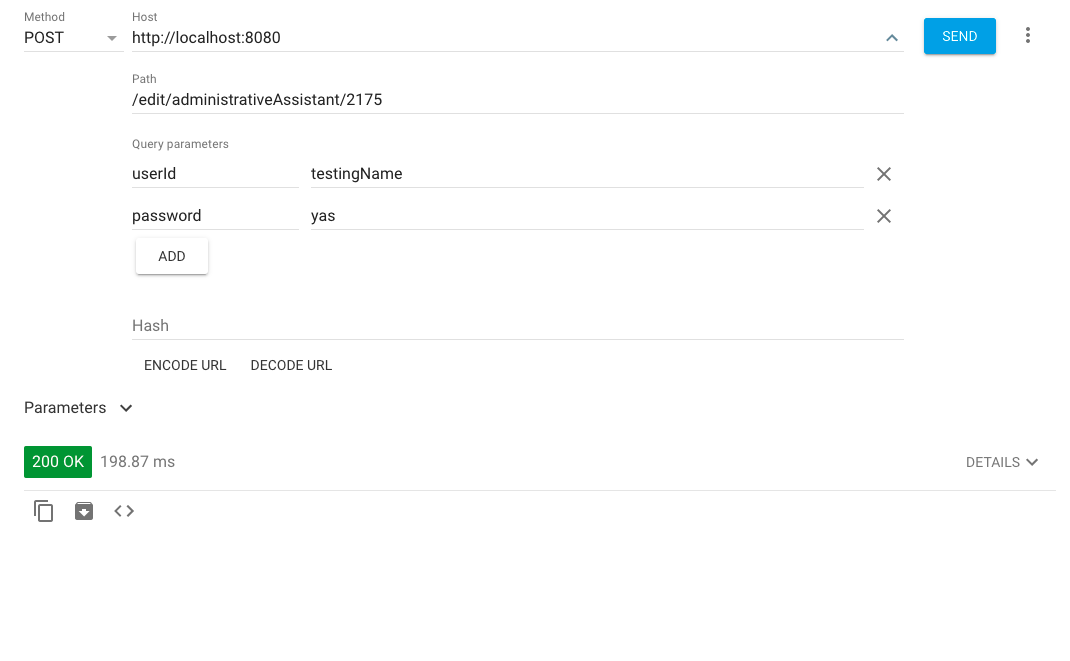 Method Host
POST http://localhost:8080 SEND
Path
/edit/administrativeAssistant/2175
Query parameters
userId testingName
password yas
ADD
Hash
ENCODE URL DECODE URL
Parameters
200 OK 198.87 ms DETAILS